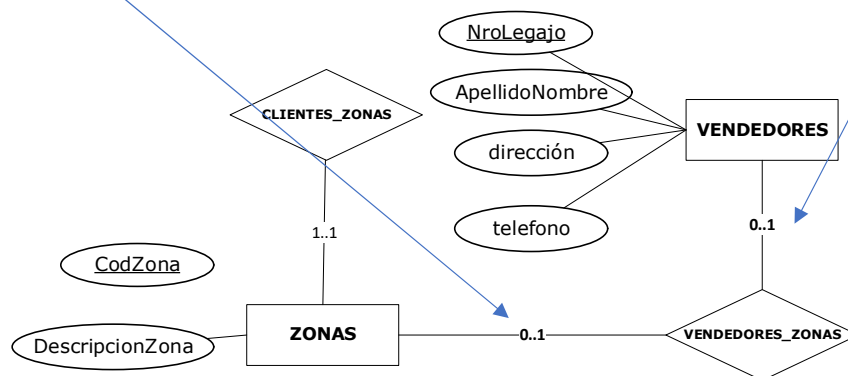 NroLegajo
ApellidoNombre
CLIENTES_ZONAS
VENDEDORES
dirección
telefono
0..1
1..1
CodZona
ZONAS
0..1
VENDEDORES_ZONAS
DescripcionZona